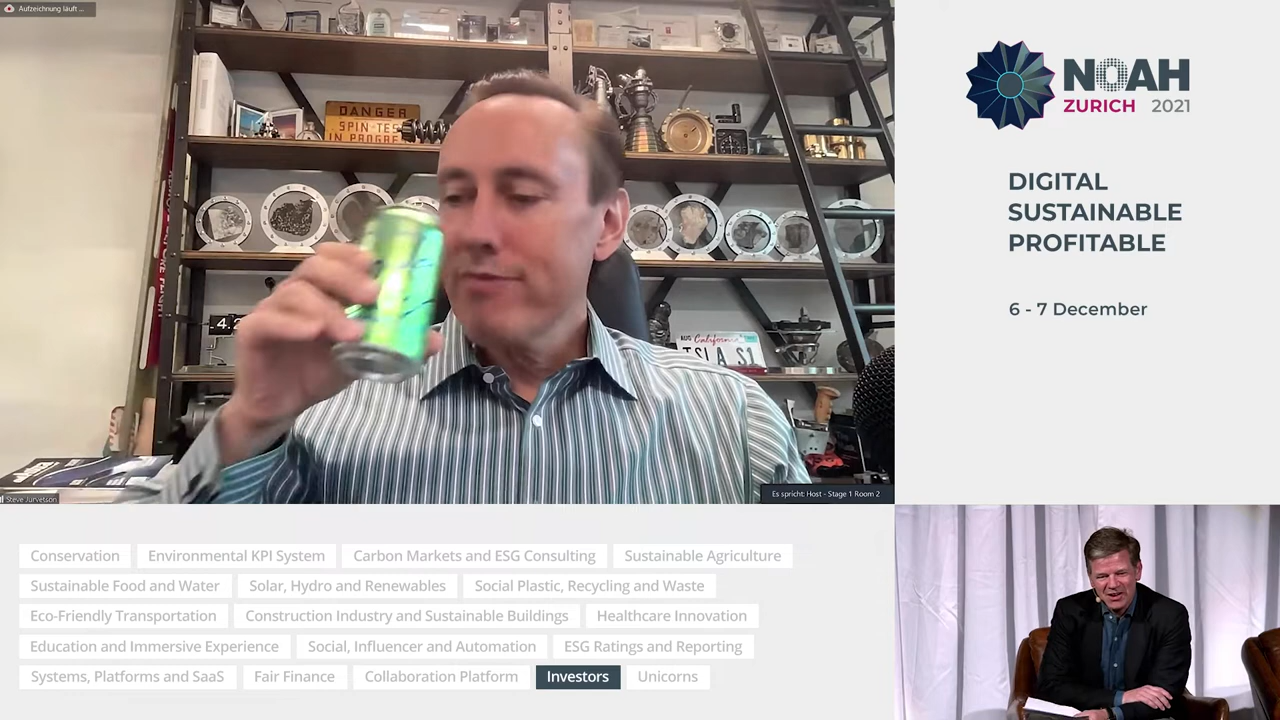 Aufzeichnung läuft ...
DANGER
SPIN-TEST
IN PROGRESS
California
TSLA S1
Steve Jurvetson
Es spricht: Host - Stage 1 Room 2
NOAH
ZURICH 2021
DIGITAL
SUSTAINABLE
PROFITABLE
6 - 7 December
Conservation
Environmental KPI System
Carbon Markets and ESG Consulting
Sustainable Agriculture
Sustainable Food and Water
Solar, Hydro and Renewables
Social Plastic, Recycling and Waste
Eco-Friendly Transportation
Construction Industry and Sustainable Buildings
Healthcare Innovation
Education and Immersive Experience
Social, Influencer and Automation
ESG Ratings and Reporting
Systems, Platforms and SaaS
Fair Finance
Collaboration Platform
Investors
Unicorns